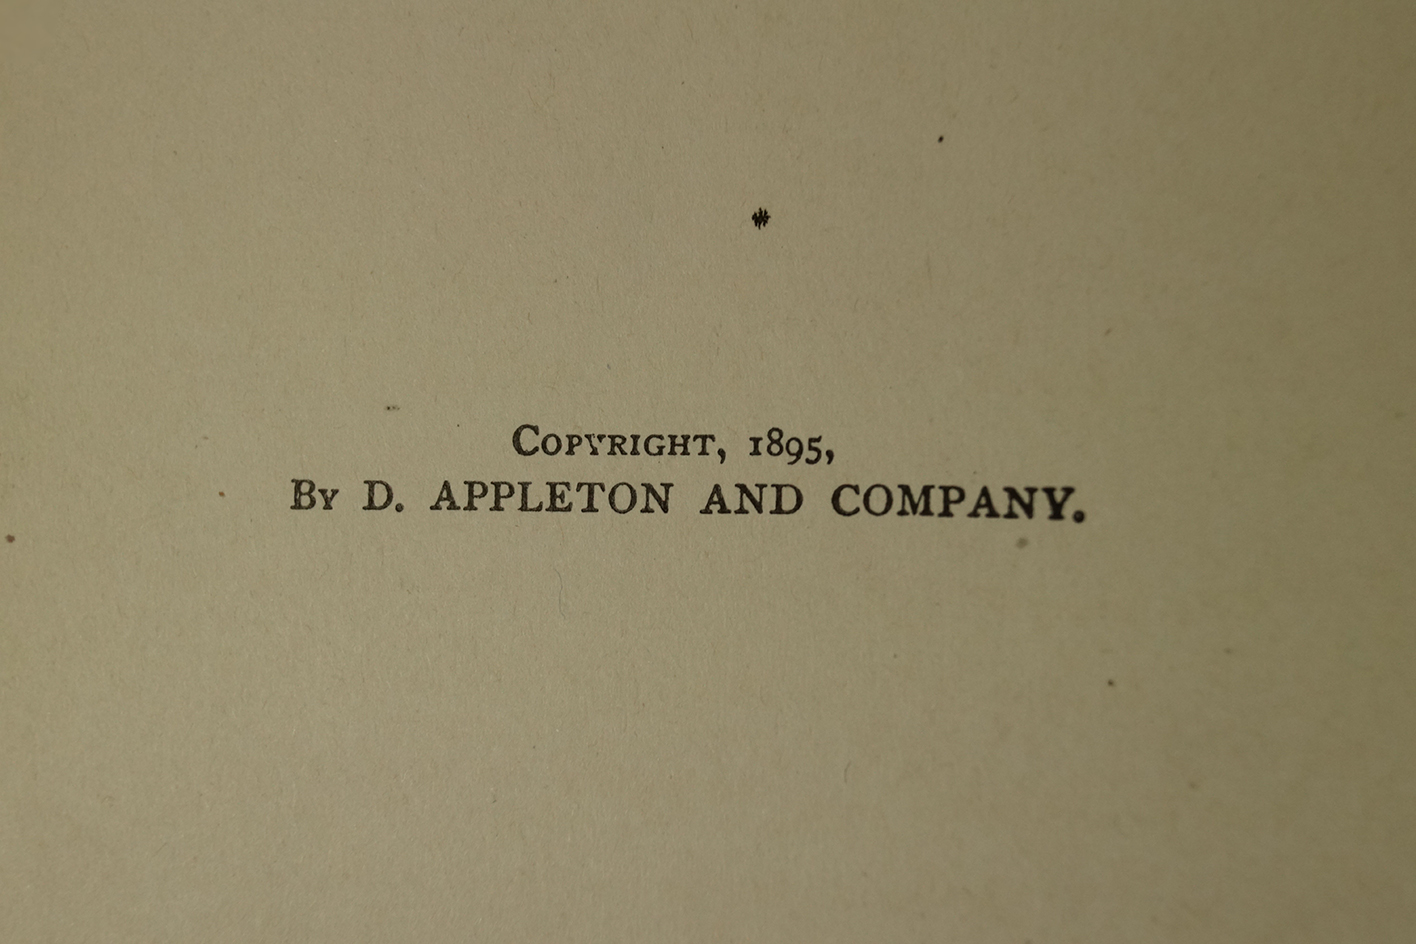 Copyright, 1895,
By D. APPLETON AND COMPANY.